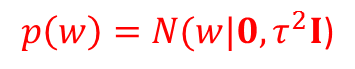 p(w) = N(w|0, τ²I)